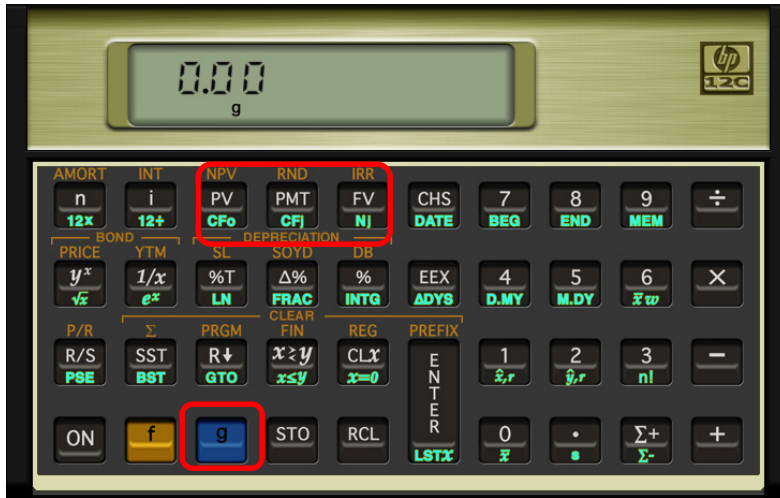 0.00
g
hp
12C
AMORT INT NPV RND IRR
n i PV PMT FV CHS 7 8 9 ÷
12x 12÷ CFo CFj Nj DATE BEG END MEM
BOND DEPRECIATION
PRICE YTM SL SOYD DB
yˣ 1/x %T Δ% % EEX 4 5 6 ×
√x eˣ LN FRAC INTG ΔDYS D.MY M.DY x̄w
CLEAR
P/R Σ PRGM FIN REG PREFIX
R/S SST R↓ x≷y CLx ENTER 1 2 3 −
PSE BST GTO x≤y x=0 x̂,r ŷ,r n!
ON f g STO RCL 0 . Σ+ +
LSTx x̄ s Σ-